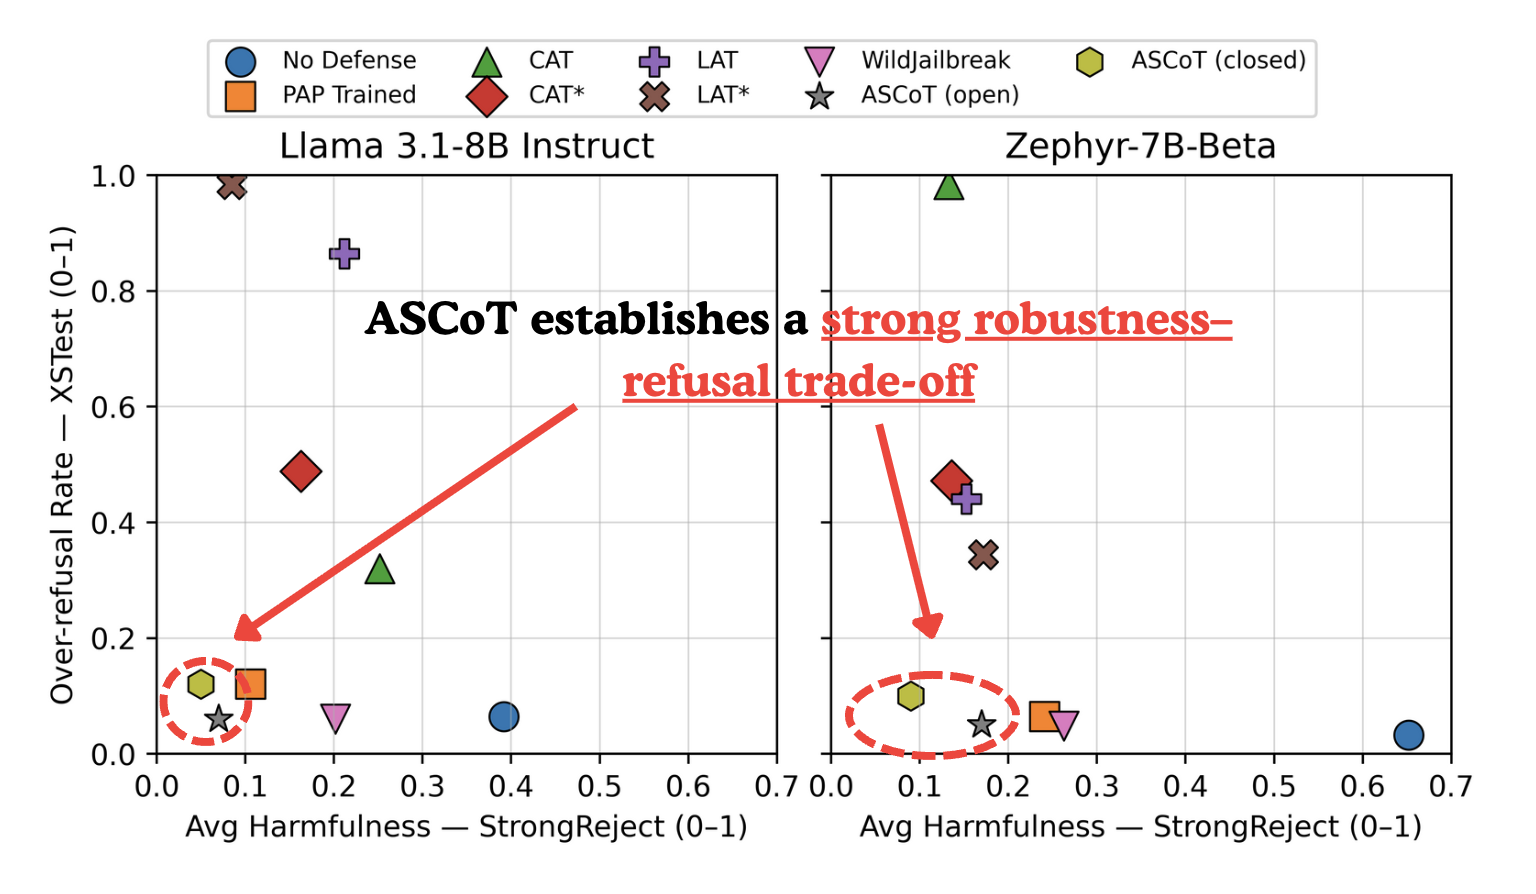 No Defense CAT LAT WildJailbreak ASCoT (closed)
PAP Trained CAT* LAT* ASCoT (open)
Llama 3.1-8B Instruct Zephyr-7B-Beta
1.0
0.8
0.6
0.4
0.2
0.0
Over-refusal Rate — XSTest (0–1)
ASCoT establishes a strong robustness–
refusal trade-off
0.0 0.1 0.2 0.3 0.4 0.5 0.6 0.7 0.0 0.1 0.2 0.3 0.4 0.5 0.6 0.7
Avg Harmfulness — StrongReject (0–1) Avg Harmfulness — StrongReject (0–1)